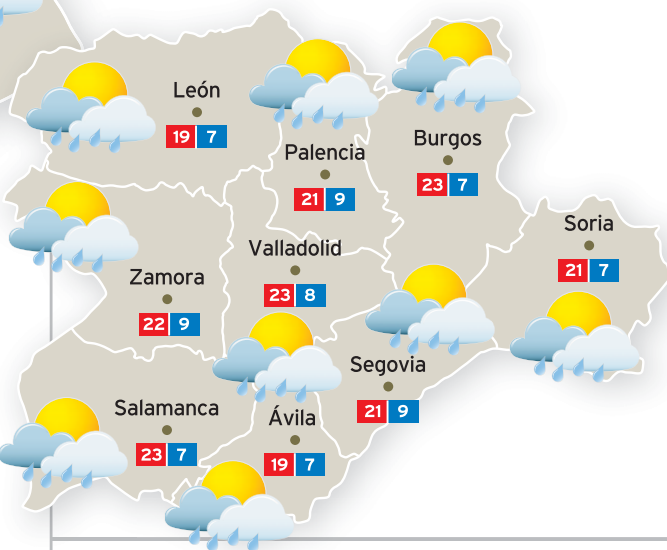 León
19 7
Palencia
21 9
Burgos
23 7
Soria
21 7
Valladolid
23 8
Zamora
22 9
Segovia
21 9
Salamanca
23 7
Ávila
19 7